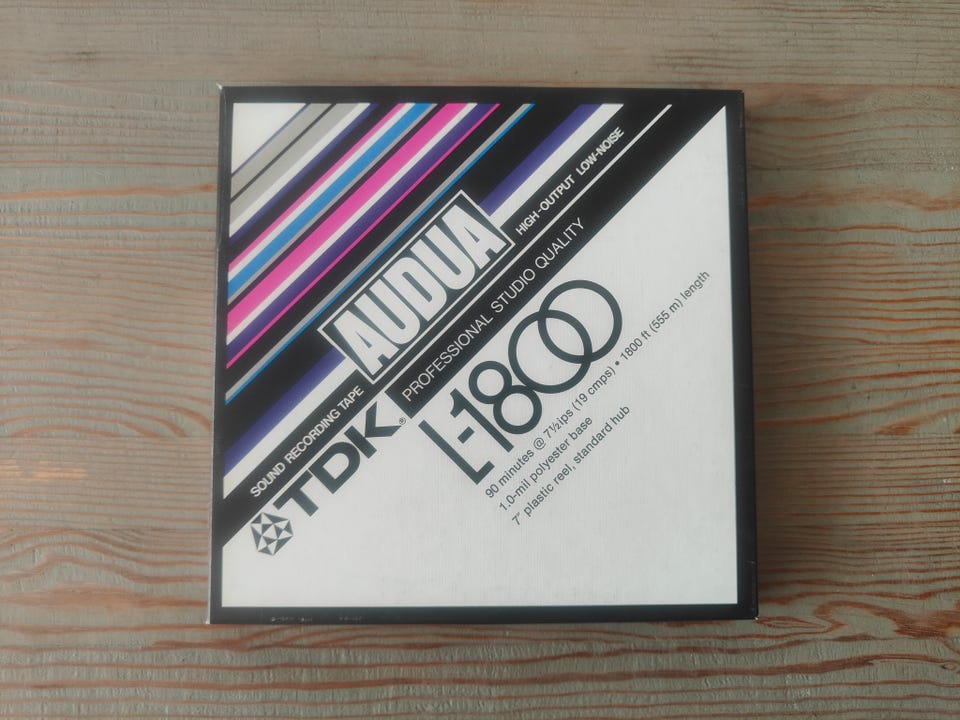 HIGH-OUTPUT LOW-NOISE
AUDUA
SOUND RECORDING TAPE
PROFESSIONAL STUDIO QUALITY
TDK®
L-1800
90 minutes @ 7½ips (19 cmps) • 1800 ft (555 m) length
1.0-mil polyester base
7" plastic reel, standard hub